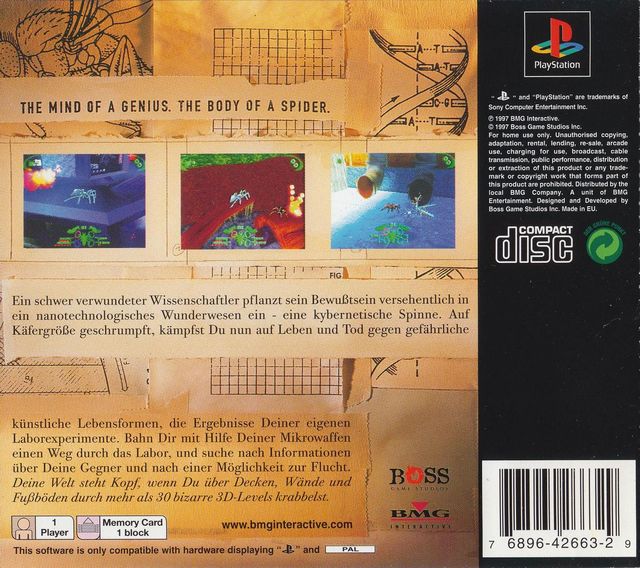 A T
T A
C G
THE MIND OF A GENIUS. THE BODY OF A SPIDER.
FIG.
Ein schwer verwundeter Wissenschaftler pflanzt sein Bewußtsein versehentlich in
ein nanotechnologisches Wunderwesen ein - eine kybernetische Spinne. Auf
Käfergröße geschrumpft, kämpfst Du nun auf Leben und Tod gegen gefährliche
künstliche Lebensformen, die Ergebnisse Deiner eigenen
Laborexperimente. Bahn Dir mit Hilfe Deiner Mikrowaffen
einen Weg durch das Labor, und suche nach Informationen
über Deine Gegner und nach einer Möglichkeit zur Flucht.
Deine Welt steht Kopf, wenn Du über Decken, Wände und
Fußböden durch mehr als 30 bizarre 3D-Levels krabbelst.
BOSS
GAME STUDIOS
BMG
INTERACTIVE
1
Player
Memory Card
1 block
www.bmginteractive.com
This software is only compatible with hardware displaying " " and PAL
PlayStation
" " and "PlayStation" are trademarks of
Sony Computer Entertainment Inc.
℗ 1997 BMG Interactive.
© 1997 Boss Game Studios Inc.
For home use only. Unauthorised copying,
adaptation, rental, lending, re-sale, arcade
use, charging for use, broadcast, cable
transmission, public performance, distribution
or extraction of this product or any trade-
mark or copyright work that forms part of
this product are prohibited. Distributed by the
local BMG Company. A unit of BMG
Entertainment. Designed and Developed by
Boss Game Studios Inc. Made in EU.
COMPACT
disc
DER GRÜNE PUNKT
7 6896-42663-2 9